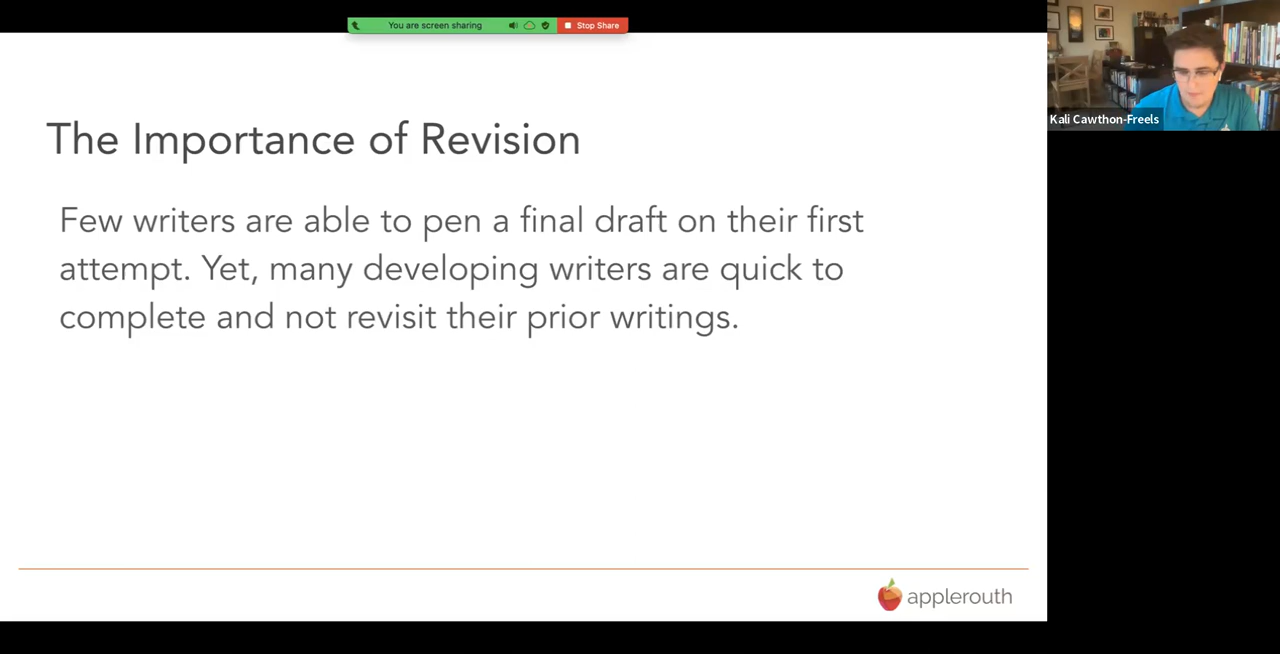 You are screen sharing
Stop Share
Kali Cawthon-Freels
The Importance of Revision
Few writers are able to pen a final draft on their first
attempt. Yet, many developing writers are quick to
complete and not revisit their prior writings.
applerouth